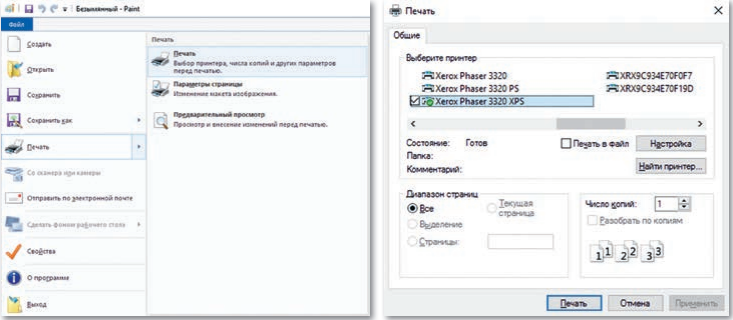 Безымянный - Paint
Файл
Создать
Открыть
Сохранить
Сохранить как
Печать
Со сканера или камеры
Отправить по электронной почте
Сделать фоном рабочего стола
Свойства
О программе
Выход
Печать
Печать
Выбор принтера, числа копий и других параметров
перед печатью.
Параметры страницы
Изменение макета изображения.
Предварительный просмотр
Просмотр и внесение изменений перед печатью.
Печать
Общие
Выберите принтер
Xerox Phaser 3320
XRX9C934E70F0F7
Xerox Phaser 3320 PS
XRX9C934E70F19D
Xerox Phaser 3320 XPS
Состояние: Готов
Печать в файл
Настройка
Папка:
Комментарий:
Найти принтер...
Диапазон страниц
Все
Текущая
страница
Выделение
Страницы:
Число копий: 1
Разобрать по копиям
1 1 2 2 3 3
Печать
Отмена
Применить